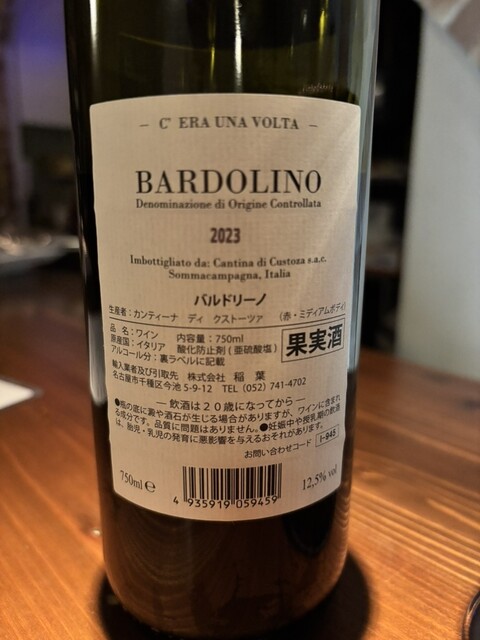 – C' ERA UNA VOLTA –
BARDOLINO
Denominazione di Origine Controllata
2023
Imbottigliato da: Cantina di Custoza s.a.c.
Sommacampagna, Italia
バルドリーノ
生産者：カンティーナ ディ クストーツァ （赤・ミディアムボディ）
品 名：ワイン 内容量：750ml
原産国：イタリア 酸化防止剤（亜硫酸塩）
アルコール分：裏ラベルに記載
果実酒
輸入業者及び引取先 株式会社 稲 葉
名古屋市千種区今池 5-9-12 TEL（052）741-4702
― 飲酒は２０歳になってから ―
●瓶の底に澱や酒石が生じる場合がありますが、ワインに含まれ
る成分です。品質に問題はありません。●妊娠中や授乳期の飲酒
は、胎児・乳児の発育に悪影響を与えるおそれがあります。
お問い合わせコード I-945
750ml e
4 935919 059459
12,5% vol